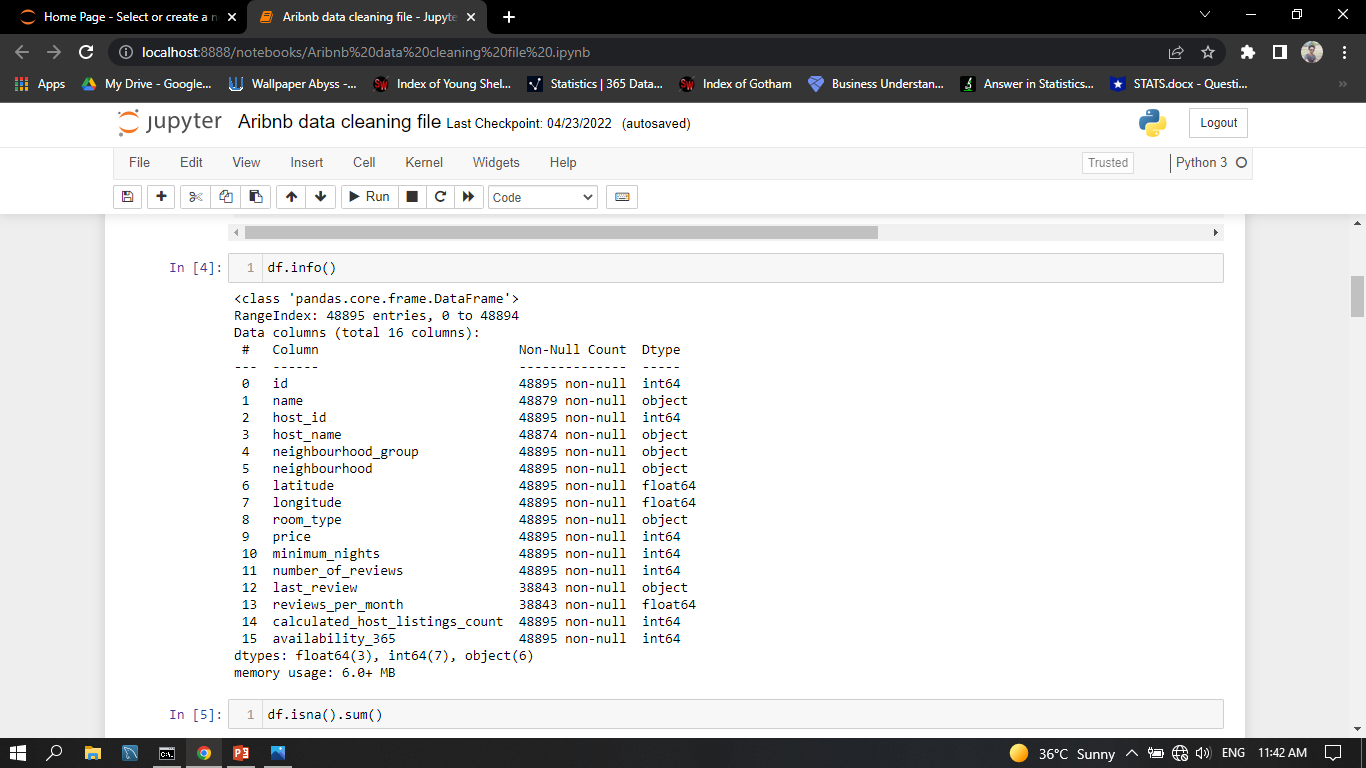 Home Page - Select or create a n
Aribnb data cleaning file - Jupyte
localhost:8888/notebooks/Aribnb%20data%20cleaning%20file%20.ipynb
Apps My Drive - Google... Wallpaper Abyss -... Index of Young Shel... Statistics | 365 Data... Index of Gotham Business Understan... Answer in Statistics... STATS.docx - Questi...
jupyter Aribnb data cleaning file Last Checkpoint: 04/23/2022 (autosaved)
Logout
File Edit View Insert Cell Kernel Widgets Help
Trusted
Python 3
Run
Code
In [4]: 1 df.info()
<class 'pandas.core.frame.DataFrame'>
RangeIndex: 48895 entries, 0 to 48894
Data columns (total 16 columns):
# Column Non-Null Count Dtype
--- ------ -------------- -----
0 id 48895 non-null int64
1 name 48879 non-null object
2 host_id 48895 non-null int64
3 host_name 48874 non-null object
4 neighbourhood_group 48895 non-null object
5 neighbourhood 48895 non-null object
6 latitude 48895 non-null float64
7 longitude 48895 non-null float64
8 room_type 48895 non-null object
9 price 48895 non-null int64
10 minimum_nights 48895 non-null int64
11 number_of_reviews 48895 non-null int64
12 last_review 38843 non-null object
13 reviews_per_month 38843 non-null float64
14 calculated_host_listings_count 48895 non-null int64
15 availability_365 48895 non-null int64
dtypes: float64(3), int64(7), object(6)
memory usage: 6.0+ MB
In [5]: 1 df.isna().sum()
36°C Sunny ENG 11:42 AM